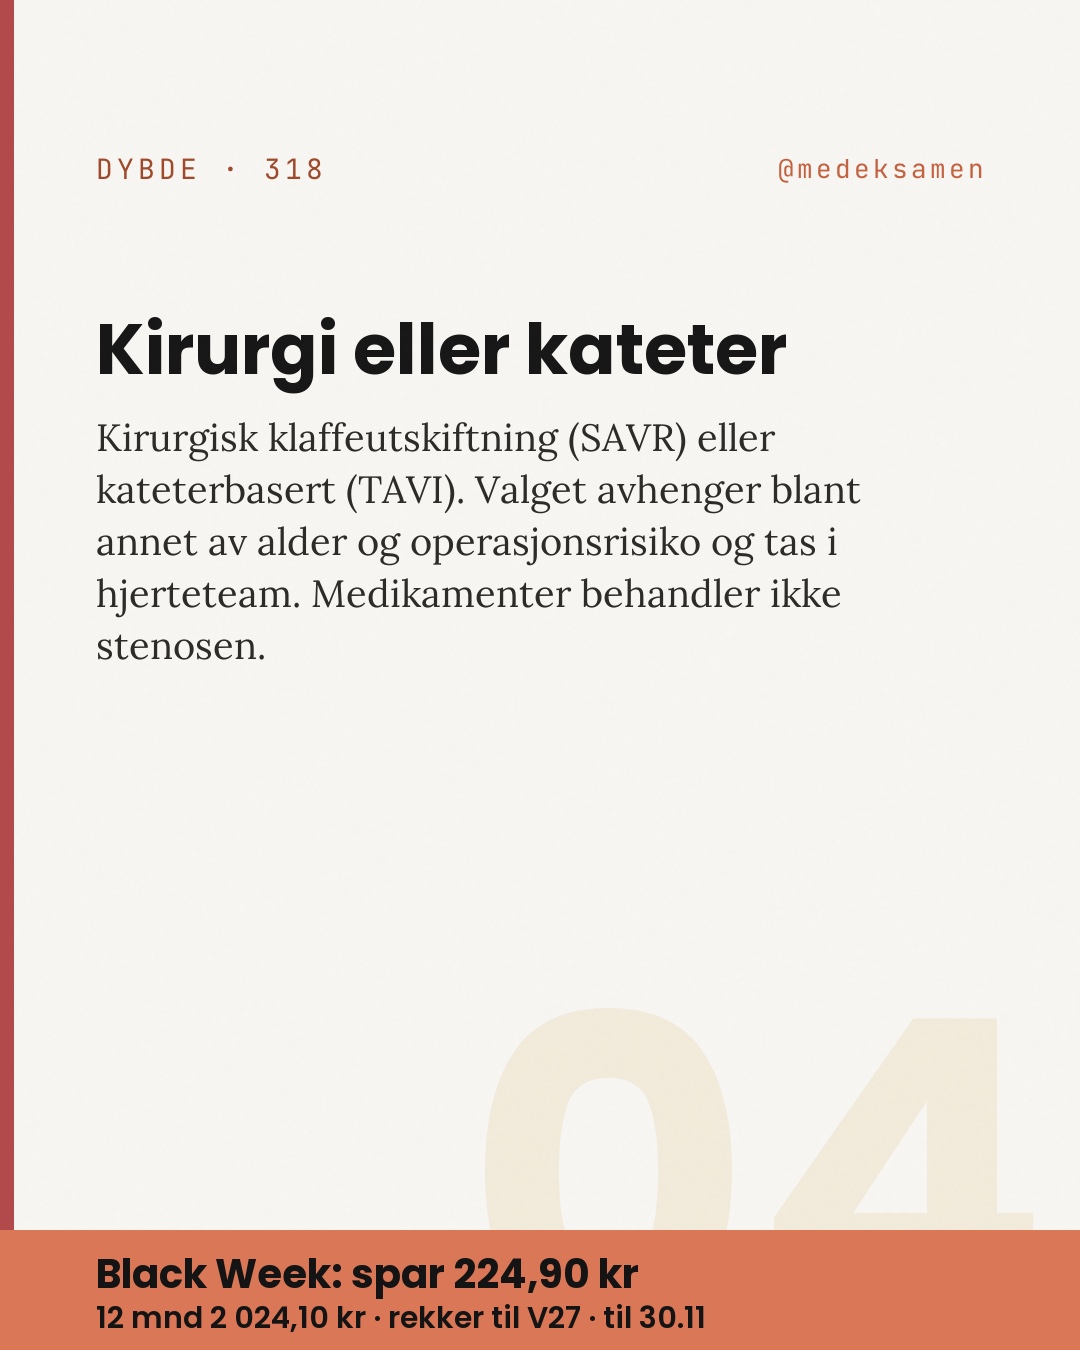 DYBDE · 318
@medeksamen
Kirurgi eller kateter
Kirurgisk klaffeutskiftning (SAVR) eller
kateterbasert (TAVI). Valget avhenger blant
annet av alder og operasjonsrisiko og tas i
hjerteteam. Medikamenter behandler ikke
stenosen.
04
Black Week: spar 224,90 kr
12 mnd 2 024,10 kr · rekker til V27 · til 30.11